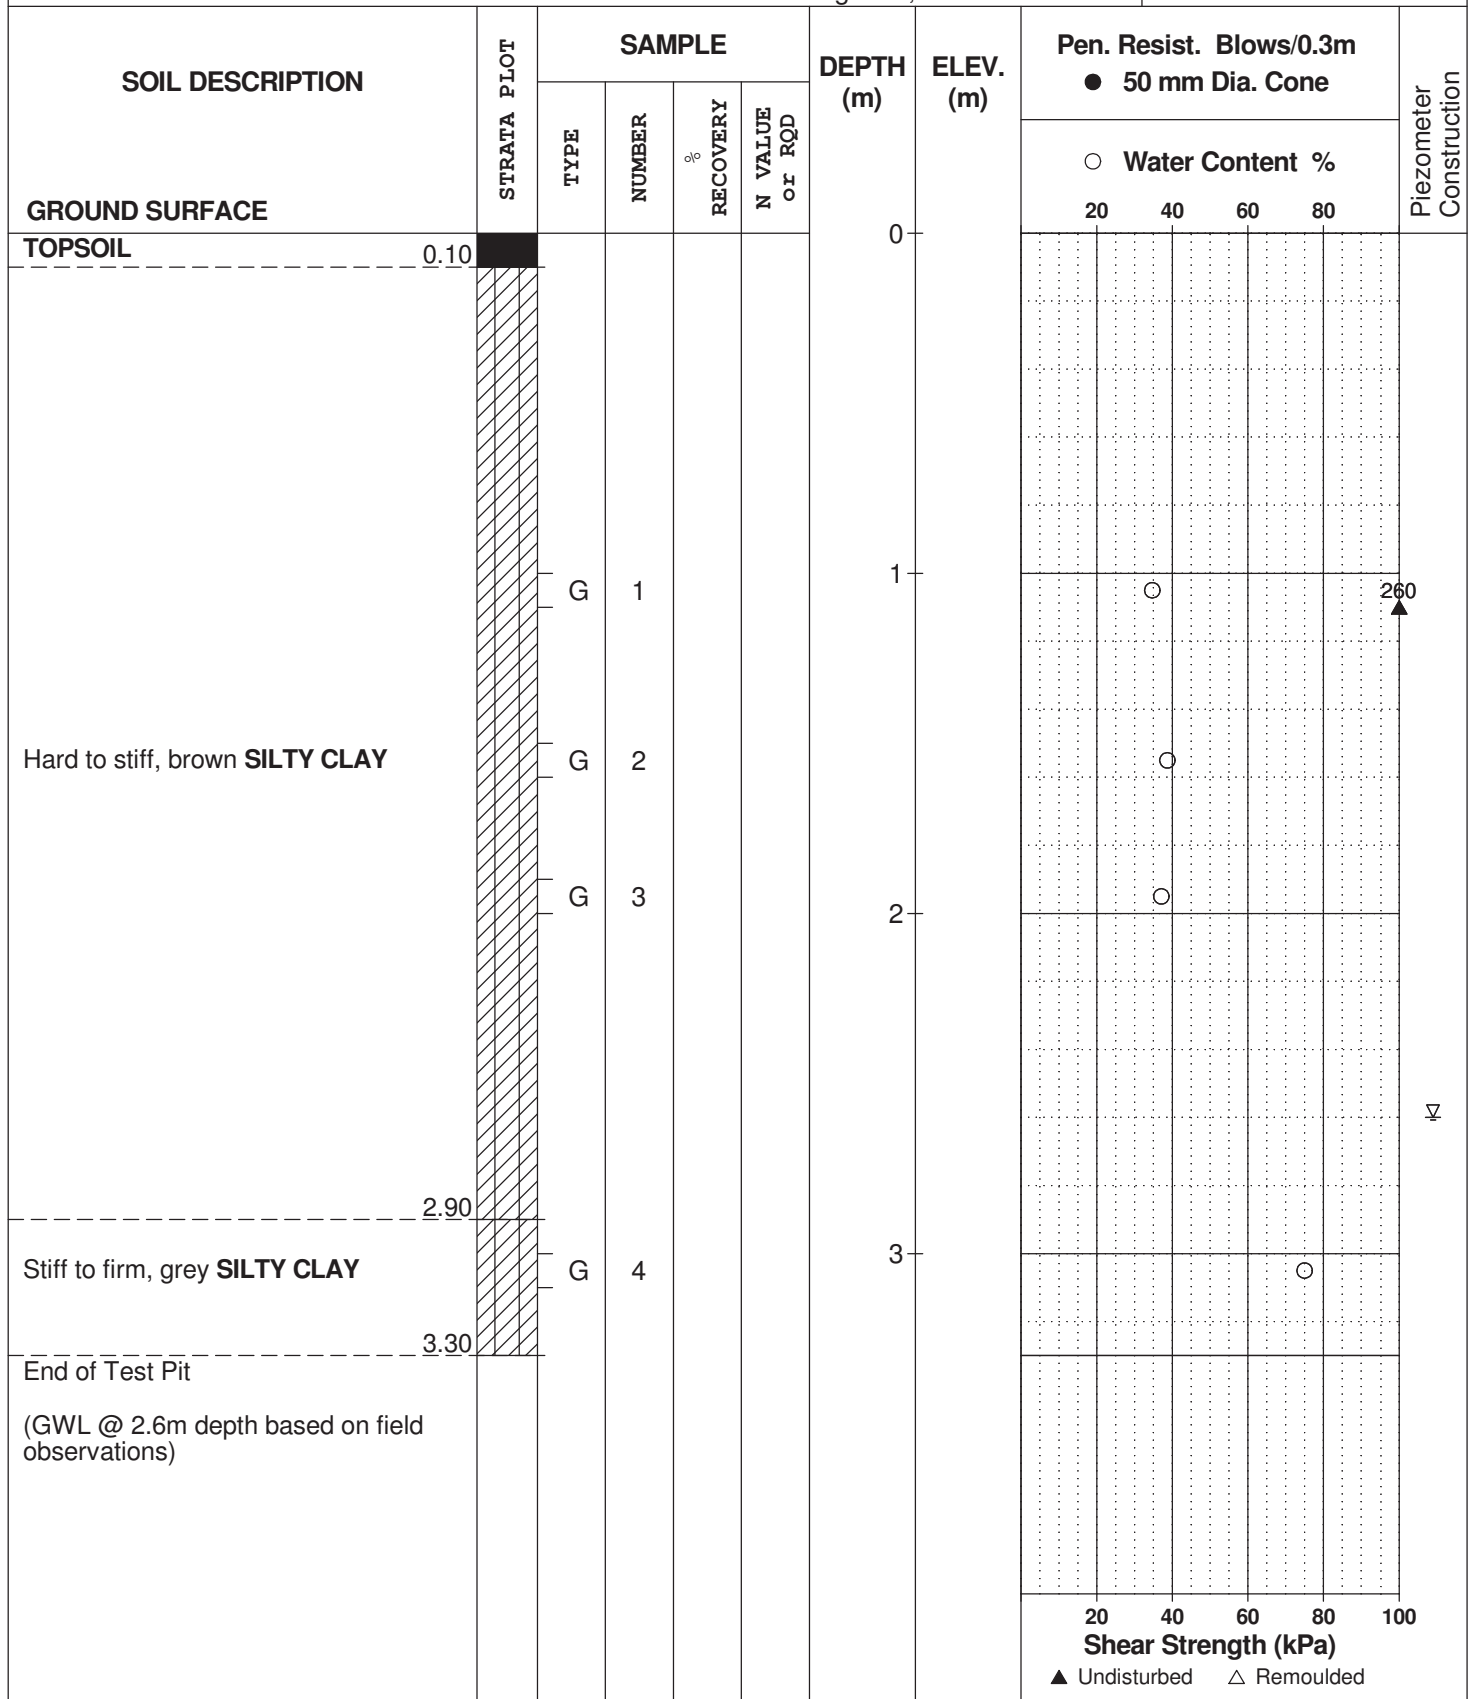 SOIL DESCRIPTION
GROUND SURFACE
STRATA PLOT
SAMPLE
TYPE
NUMBER
%
RECOVERY
N VALUE
or RQD
DEPTH
(m)
ELEV.
(m)
Pen. Resist. Blows/0.3m
● 50 mm Dia. Cone
○ Water Content %
20 40 60 80
Piezometer
Construction
TOPSOIL 0.10
0
1
G 1
260
Hard to stiff, brown SILTY CLAY G 2
G 3
2
2.90
3
Stiff to firm, grey SILTY CLAY G 4
3.30
End of Test Pit
(GWL @ 2.6m depth based on field
observations)
20 40 60 80 100
Shear Strength (kPa)
▲ Undisturbed △ Remoulded